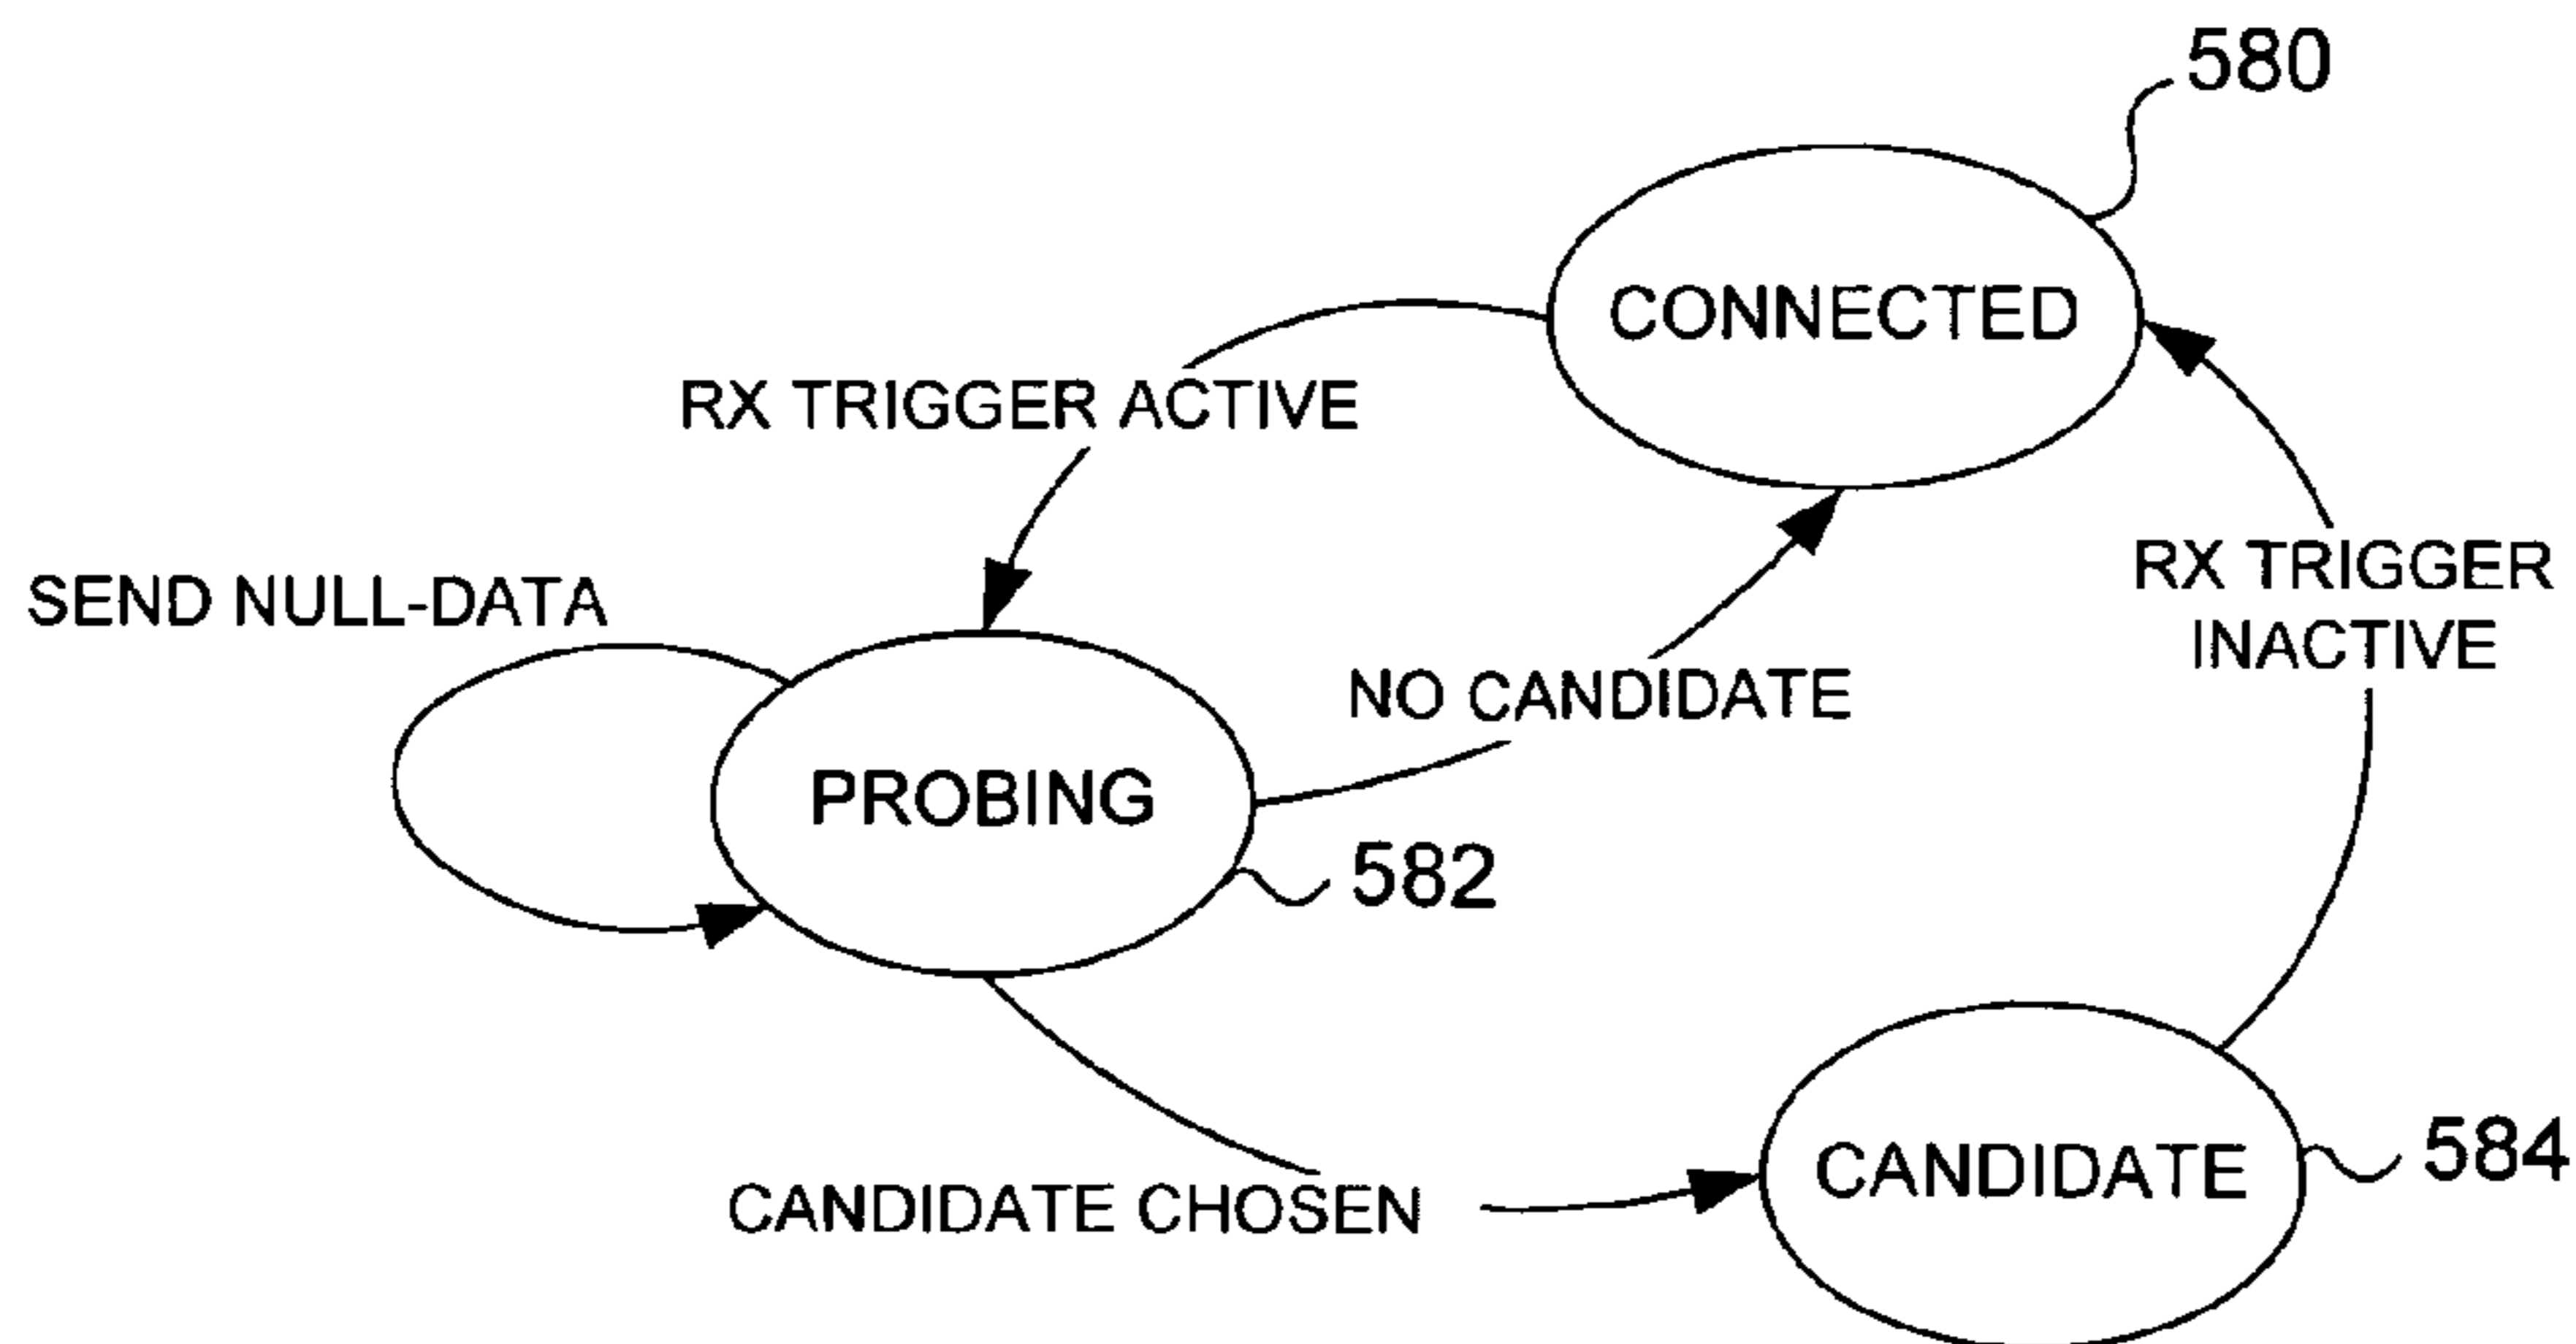 580
CONNECTED
RX TRIGGER ACTIVE
RX TRIGGER
INACTIVE
SEND NULL-DATA
NO CANDIDATE
PROBING
582
CANDIDATE CHOSEN
CANDIDATE
584